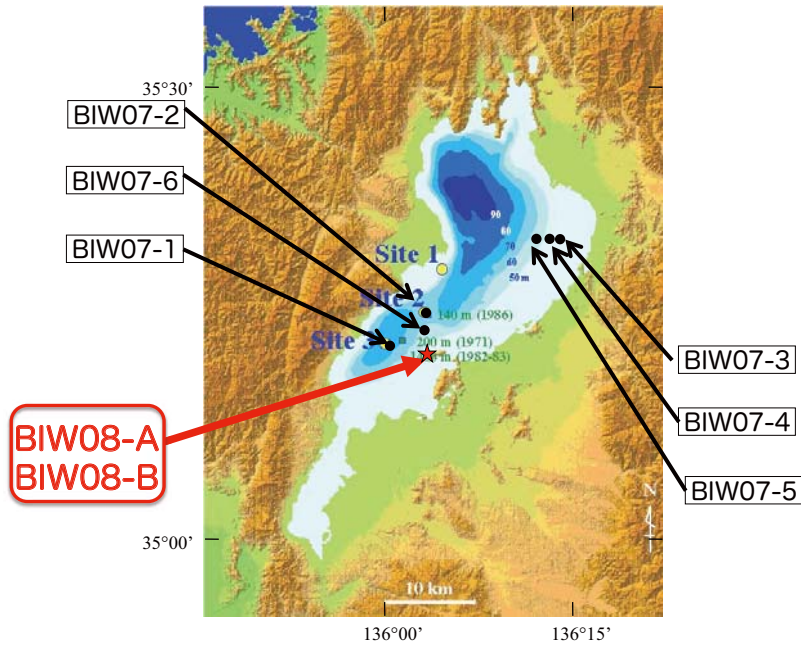 35°30'
BIW07-2
BIW07-6
BIW07-1
90
80
70
60
50 m
Site 1
Site 2
140 m (1986)
Site 3
200 m (1971)
m (1982-83)
BIW07-3
BIW07-4
BIW07-5
BIW08-A
BIW08-B
N
35°00'
10 km
136°00'
136°15'